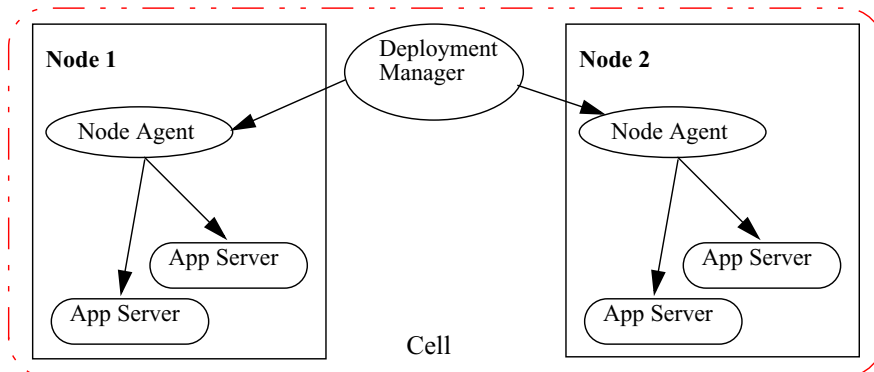 Node 1
Node Agent
App Server
App Server
Deployment
Manager
Node 2
Node Agent
App Server
App Server
Cell